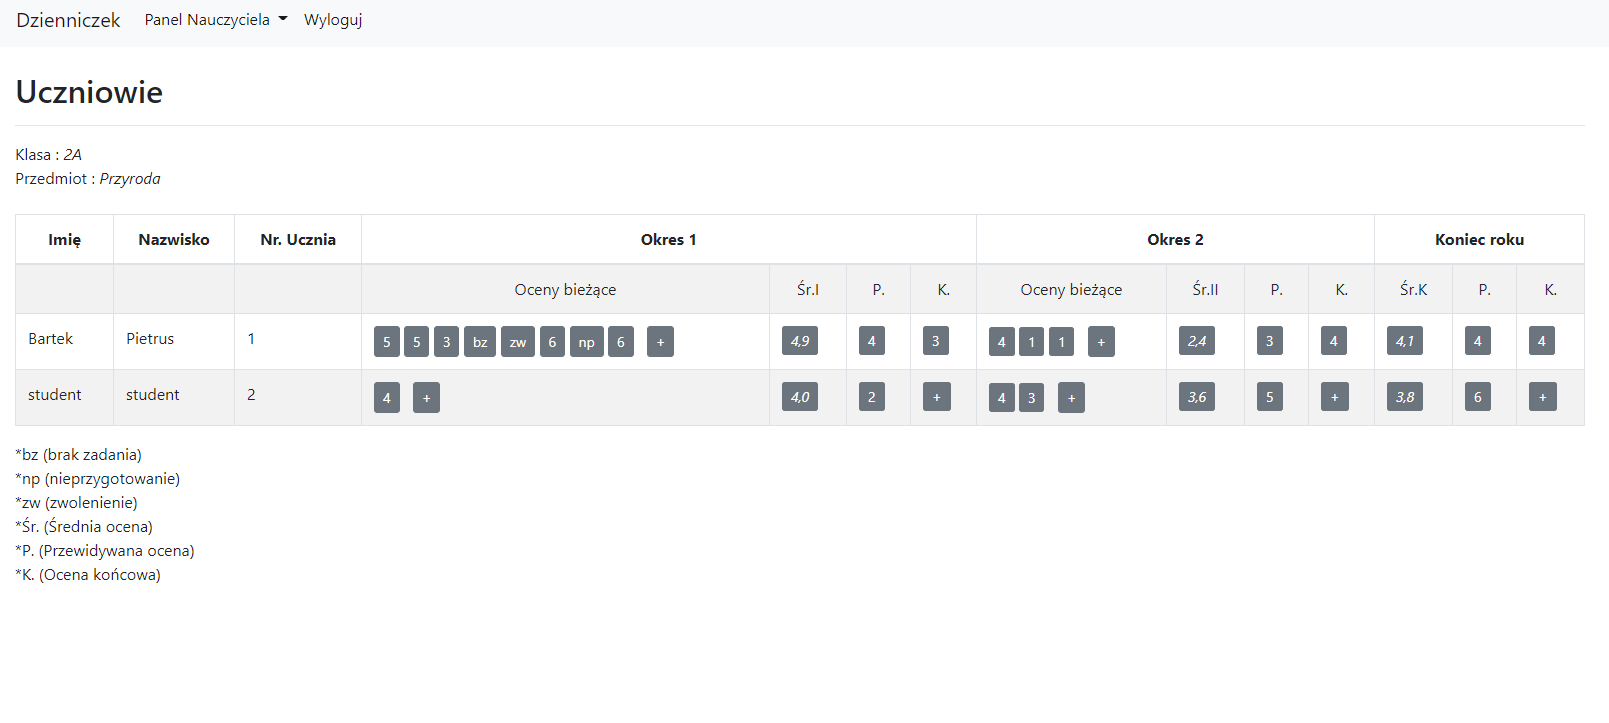 Dzienniczek Panel Nauczyciela Wyloguj
Uczniowie
Klasa : 2A
Przedmiot : Przyroda
Imię Nazwisko Nr. Ucznia Okres 1 Okres 2 Koniec roku
Oceny bieżące Śr.I P. K. Oceny bieżące Śr.II P. K. Śr.K P. K.
Bartek Pietrus 1 5 5 3 bz zw 6 np 6 + 4,9 4 3 4 1 1 + 2,4 3 4 4,1 4 4
student student 2 4 + 4,0 2 + 4 3 + 3,6 5 + 3,8 6 +
*bz (brak zadania)
*np (nieprzygotowanie)
*zw (zwolenienie)
*Śr. (Średnia ocena)
*P. (Przewidywana ocena)
*K. (Ocena końcowa)